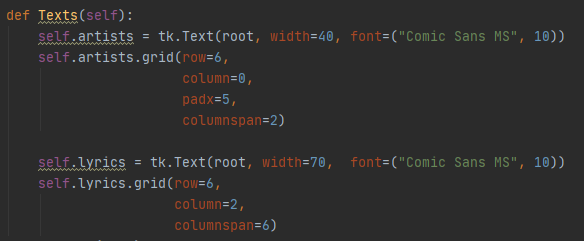 def Texts(self):
    self.artists = tk.Text(root, width=40, font=("Comic Sans MS", 10))
    self.artists.grid(row=6,
                      column=0,
                      padx=5,
                      columnspan=2)

    self.lyrics = tk.Text(root, width=70,  font=("Comic Sans MS", 10))
    self.lyrics.grid(row=6,
                     column=2,
                     columnspan=6)